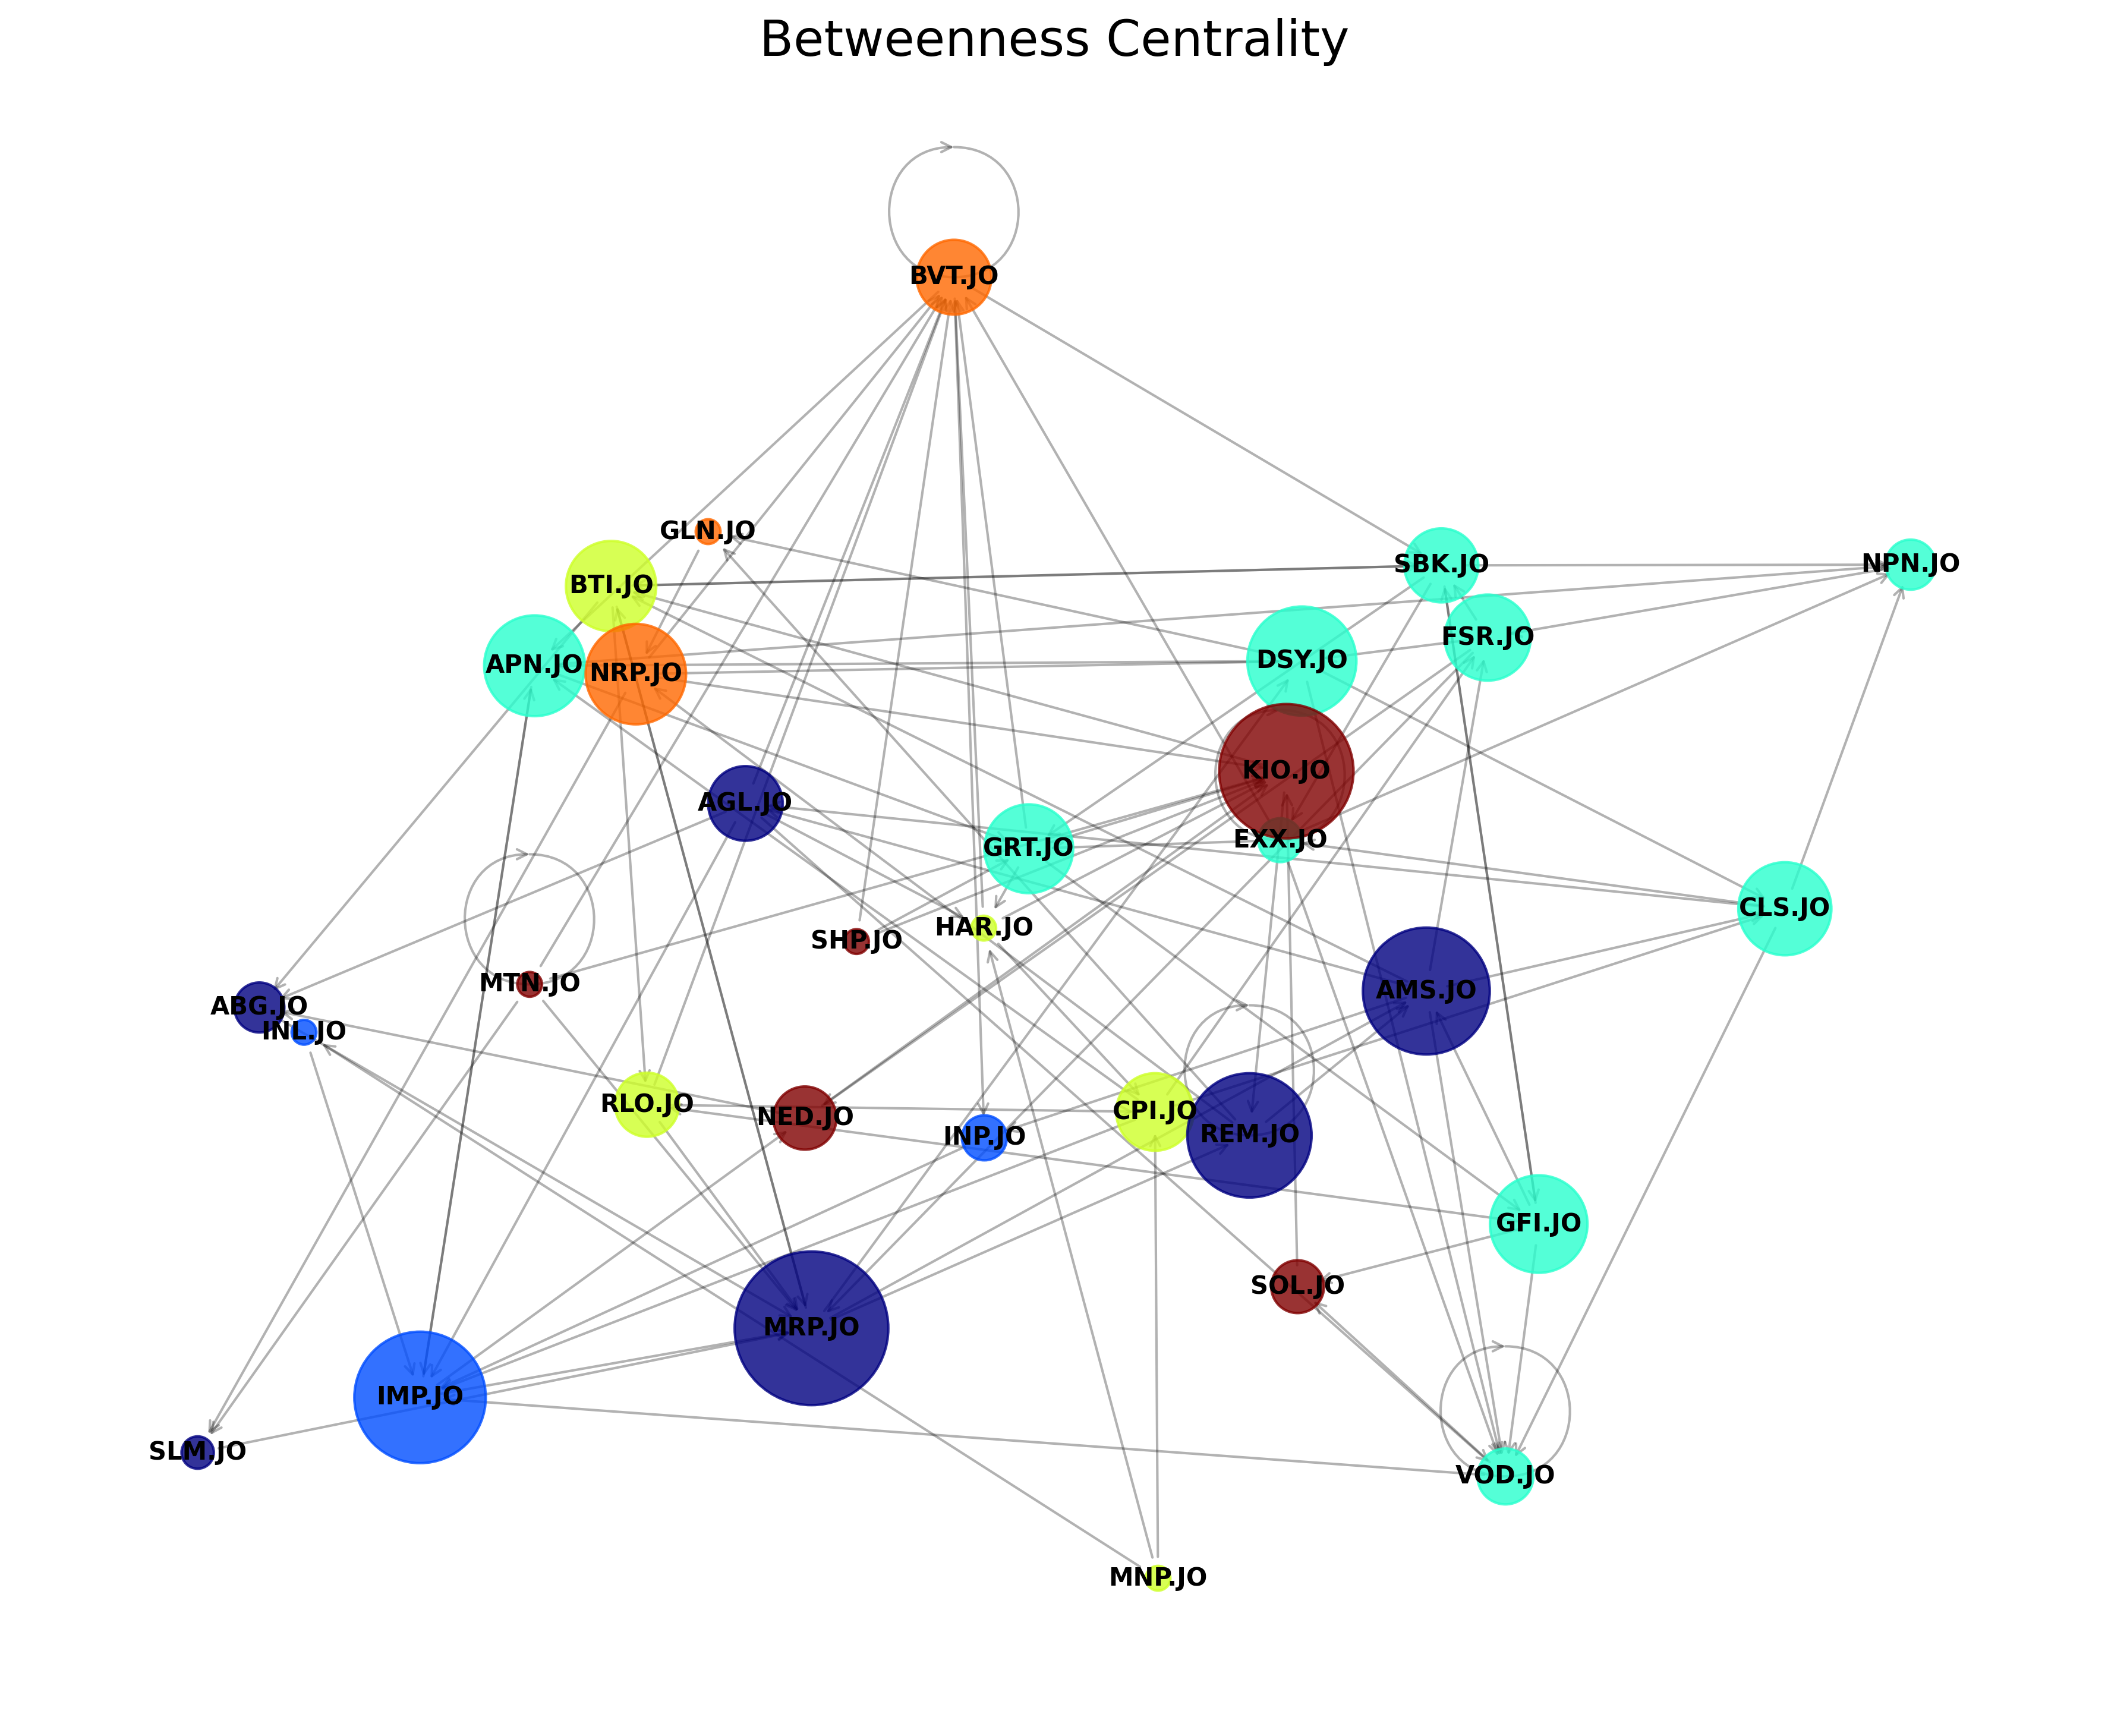 Betweenness Centrality
BVT.JO
GLN.JO
BTI.JO
SBK.JO
NPN.JO
FSR.JO
APN.JO
NRP.JO
DSY.JO
KIO.JO
AGL.JO
EXX.JO
GRT.JO
CLS.JO
HAR.JO
SHP.JO
MTN.JO
AMS.JO
ABG.JO
INL.JO
RLO.JO
NED.JO
CPI.JO
INP.JO
REM.JO
GFI.JO
SOL.JO
MRP.JO
IMP.JO
SLM.JO
VOD.JO
MNP.JO